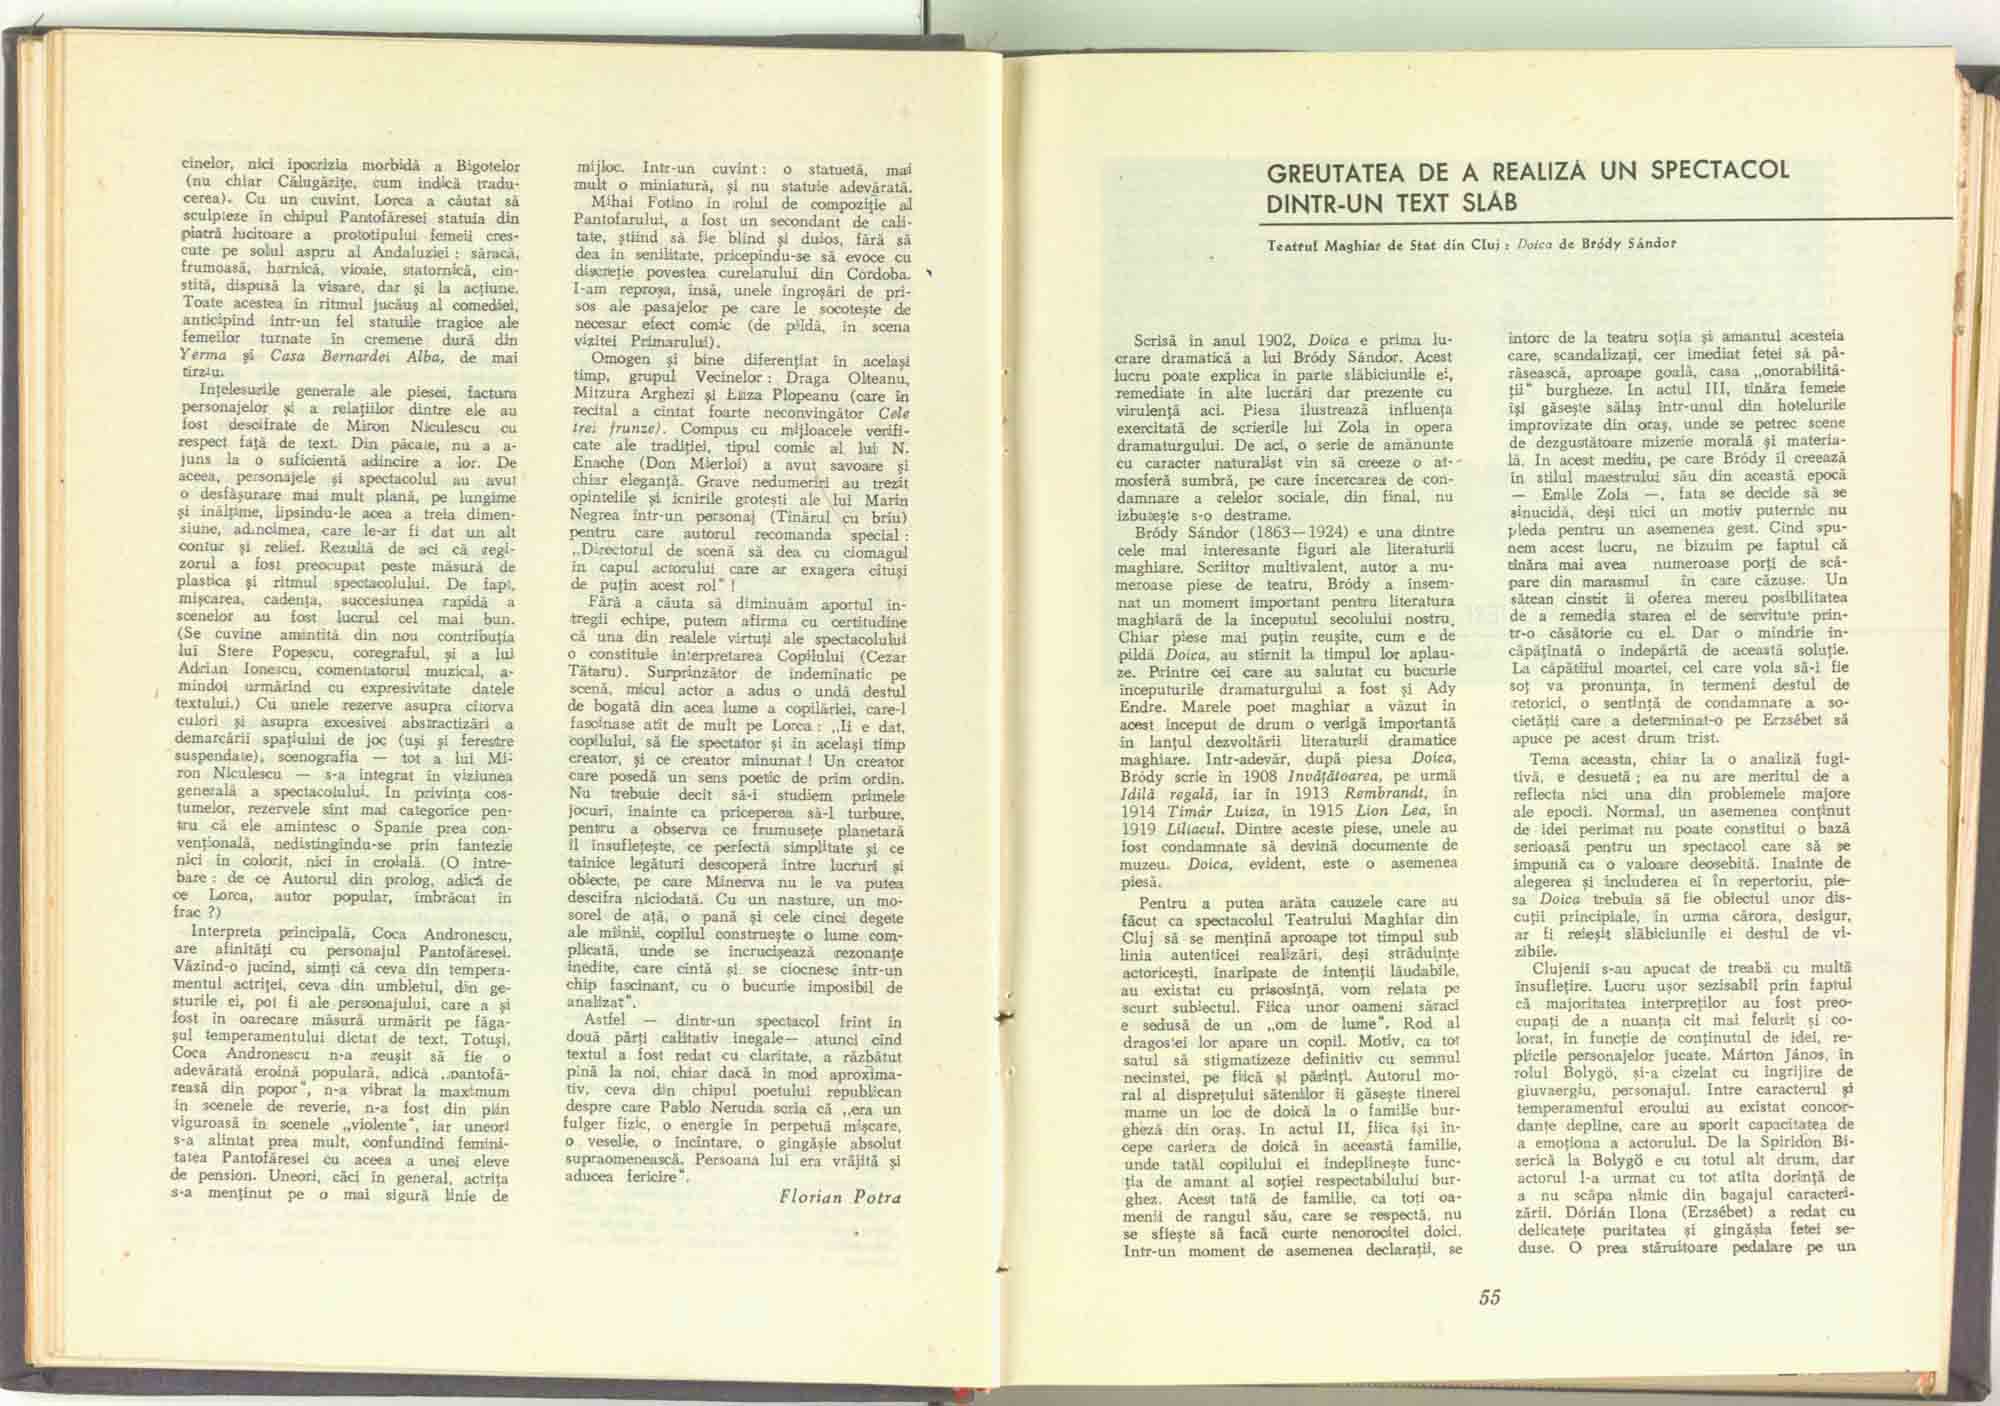 cinelor, nici ipocrizia morbidă a Bigotelor
(nu chiar Călugărițe, cum indică tradu-
cerea). Cu un cuvînt, Lorca a căutat să
sculpteze în chipul Pantofăresei statuia din
piatră lucitoare a prototipului femeii cres-
cute pe solul aspru al Andaluziei : săracă,
frumoasă, harnică, vioaie, statornică, cin-
stită, dispusă la visare, dar și la acțiune.
Toate acestea în ritmul jucăuș al comediei,
anticipînd într-un fel statuile tragice ale
femeilor turnate în cremene dură din
Yerma și Casa Bernardei Alba, de mai
tîrziu.
Înțelesurile generale ale piesei, factura
personajelor și a relațiilor dintre ele au
fost descifrate de Miron Niculescu cu
respect față de text. Din păcate, nu a a-
juns la o suficientă adîncire a lor. De
aceea, personajele și spectacolul au avut
o desfășurare mai mult plană, pe lungime
și înălțime, lipsindu-le acea a treia dimen-
siune, adîncimea, care le-ar fi dat un alt
contur și relief. Rezultă de aci că regi-
zorul a fost preocupat peste măsură de
plastica și ritmul spectacolului. De fapt,
mișcarea, cadența, succesiunea rapidă a
scenelor au fost lucrul cel mai bun.
(Se cuvine amintită din nou contribuția
lui Stere Popescu, coregraful, și a lui
Adrian Ionescu, comentatorul muzical, a-
mîndoi urmărind cu expresivitate datele
textului.) Cu unele rezerve asupra cîtorva
culori și asupra excesivei abstractizări a
demarcării spațiului de joc (uși și ferestre
suspendate), scenografia — tot a lui Mi-
ron Niculescu — s-a integrat în viziunea
generală a spectacolului. În privința cos-
tumelor, rezervele sînt mai categorice pen-
tru că ele amintesc o Spanie prea con-
vențională, nedistingîndu-se prin fantezie
nici în colorit, nici în croială. (O între-
bare : de ce Autorul din prolog, adică de
ce Lorca, autor popular, îmbrăcat în
frac ?)
Interpreta principală, Coca Andronescu,
are afinități cu personajul Pantofăresei.
Văzînd-o jucînd, simți că ceva din tempera-
mentul actriței, ceva din umbletul, din ge-
sturile ei, pot fi ale personajului, care a și
fost în oarecare măsură urmărit pe făga-
șul temperamentului dictat de text. Totuși,
Coca Andronescu n-a reușit să fie o
adevărată eroină populară, adică „pantofă-
reasă din popor“, n-a vibrat la maximum
în scenele de reverie, n-a fost din plin
viguroasă în scenele „violente“, iar uneori
s-a alintat prea mult, confundînd femini-
tatea Pantofăresei cu aceea a unei eleve
de pension. Uneori, căci în general, actrița
s-a menținut pe o mai sigură linie de
mijloc. Într-un cuvînt : o statuetă, mai
mult o miniatură, și nu statuie adevărată.
Mihai Fotino în rolul de compoziție al
Pantofarului, a fost un secondant de cali-
tate, știind să fie blînd și duios, fără să
dea în senilitate, pricepîndu-se să evoce cu
discreție povestea curelarului din Cordoba.
I-am reproșa, însă, unele îngroșări de pri-
sos ale pasajelor pe care le socotește de
necesar efect comic (de pildă, în scena
vizitei Primarului).
Omogen și bine diferențiat în același
timp, grupul Vecinelor : Draga Olteanu,
Mitzura Arghezi și Eliza Plopeanu (care în
recital a cîntat foarte neconvingător Cele
trei frunze). Compus cu mijloacele verifi-
cate ale tradiției, tipul comic al lui N.
Enache (Don Mierloi) a avut savoare și
chiar eleganță. Grave nedumeriri au trezit
opintelile și icnirile grotești ale lui Marin
Negrea într-un personaj (Tînărul cu brîu)
pentru care autorul recomanda special :
„Directorul de scenă să dea cu ciomagul
în capul actorului care ar exagera cîtuși
de puțin acest rol“ !
Fără a căuta să diminuăm aportul în-
tregii echipe, putem afirma cu certitudine
că una din realele virtuți ale spectacolului
o constituie interpretarea Copilului (Cezar
Tătaru). Surprinzător de îndemînatic pe
scenă, micul actor a adus o undă destul
de bogată din acea lume a copilăriei, care-l
fascinase atît de mult pe Lorca : „Ii e dat,
copilului, să fie spectator și în același timp
creator, și ce creator minunat ! Un creator
care posedă un sens poetic de prim ordin.
Nu trebuie decît să-i studiem primele
jocuri, înainte ca priceperea să-l turbure,
pentru a observa ce frumusețe planetară
îl însuflețește, ce perfectă simplitate și ce
tainice legături descoperă între lucruri și
obiecte, pe care Minerva nu le va putea
descifra niciodată. Cu un nasture, un mo-
sorel de ață, o pană și cele cinci degete
ale mîinii, copilul construește o lume com-
plicată, unde se încrucișează rezonanțe
inedite, care cîntă și se ciocnesc într-un
chip fascinant, cu o bucurie imposibil de
analizat“.
Astfel — dintr-un spectacol frînt în
două părți calitativ inegale— atunci cînd
textul a fost redat cu claritate, a răzbătut
pînă la noi, chiar dacă în mod aproxima-
tiv, ceva din chipul poetului republican
despre care Pablo Neruda scria că „era un
fulger fizic, o energie în perpetuă mișcare,
o veselie, o încîntare, o gingășie absolut
supraomenească. Persoana lui era vrăjită și
aducea fericire“.
Florian Potra
GREUTATEA DE A REALIZA UN SPECTACOL
DINTR-UN TEXT SLAB
Teatrul Maghiar de Stat din Cluj : Doica de Bródy Sándor
Scrisă în anul 1902, Doica e prima lu-
crare dramatică a lui Bródy Sándor. Acest
lucru poate explica în parte slăbiciunile ei,
remediate în alte lucrări dar prezente cu
virulență aci. Piesa ilustrează influența
exercitată de scrierile lui Zola în opera
dramaturgului. De aci, o serie de amănunte
cu caracter naturalist vin să creeze o at-
mosferă sumbră, pe care încercarea de con-
damnare a relelor sociale, din final, nu
izbutește s-o destrame.
Bródy Sándor (1863—1924) e una dintre
cele mai interesante figuri ale literaturii
maghiare. Scriitor multivalent, autor a nu-
meroase piese de teatru, Bródy a însem-
nat un moment important pentru literatura
maghiară de la începutul secolului nostru.
Chiar piese mai puțin reușite, cum e de
pildă Doica, au stîrnit la timpul lor aplau-
ze. Printre cei care au salutat cu bucurie
începuturile dramaturgului a fost și Ady
Endre. Marele poet maghiar a văzut în
acest început de drum o verigă importantă
în lanțul dezvoltării literaturii dramatice
maghiare. Într-adevăr, după piesa Doica,
Bródy scrie în 1908 Învățătoarea, pe urmă
Idilă regală, iar în 1913 Rembrandt, în
1914 Timár Luiza, în 1915 Lion Lea, în
1919 Liliacul. Dintre aceste piese, unele au
fost condamnate să devină documente de
muzeu. Doica, evident, este o asemenea
piesă.
Pentru a putea arăta cauzele care au
făcut ca spectacolul Teatrului Maghiar din
Cluj să se mențină aproape tot timpul sub
linia autenticei realizări, deși străduințe
actoricești, înaripate de intenții lăudabile,
au existat cu prisosință, vom relata pe
scurt subiectul. Fiica unor oameni săraci
e sedusă de un „om de lume“. Rod al
dragostei lor apare un copil. Motiv, ca tot
satul să stigmatizeze definitiv cu semnul
necinstei, pe fiică și părinți. Autorul mo-
ral al disprețului sătenilor îi găsește tinerei
mame un loc de doică la o familie bur-
gheză din oraș. În actul II, fiica își în-
cepe cariera de doică în această familie,
unde tatăl copilului ei îndeplinește func-
ția de amant al soției respectabilului bur-
ghez. Acest tată de familie, ca toți oa-
menii de rangul său, care se respectă, nu
se sfiește să facă curte nenorocitei doici.
Într-un moment de asemenea declarații, se
întorc de la teatru soția și amantul acesteia
care, scandalizați, cer imediat fetei să pă-
răsească, aproape goală, casa „onorabilită-
ții“ burgheze. În actul III, tînăra femeie
își găsește sălaș într-unul din hotelurile
improvizate din oraș, unde se petrec scene
de dezgustătoare mizerie morală și materia-
lă. În acest mediu, pe care Bródy îl creează
în stilul maestrului său din această epocă
— Emile Zola —, fata se decide să se
sinucidă, deși nici un motiv puternic nu
pleda pentru un asemenea gest. Cînd spu-
nem acest lucru, ne bizuim pe faptul că
tînăra mai avea numeroase porți de scă-
pare din marasmul în care căzuse. Un
sătean cinstit îi oferea mereu posibilitatea
de a remedia starea ei de servitute prin-
tr-o căsătorie cu el. Dar o mîndrie în-
căpățînată o îndepărta de această soluție.
La căpătîiul moartei, cel care voia să-i fie
soț va pronunța, în termeni destul de
retorici, o sentință de condamnare a so-
cietății care a determinat-o pe Erzsébet să
apuce pe acest drum trist.
Tema aceasta, chiar la o analiză fugi-
tivă, e desuetă ; ea nu are meritul de a
reflecta nici una din problemele majore
ale epocii. Normal, un asemenea conținut
de idei perimat nu poate constitui o bază
serioasă pentru un spectacol care să se
impună ca o valoare deosebită. Înainte de
alegerea și includerea ei în repertoriu, pie-
sa Doica trebuia să fie obiectul unor dis-
cuții principiale, în urma cărora, desigur,
ar fi reieșit slăbiciunile ei destul de vi-
zibile.
Clujenii s-au apucat de treabă cu multă
însuflețire. Lucru ușor sezisabil prin faptul
că majoritatea interpreților au fost preo-
cupați de a nuanța cît mai felurit și co-
lorat, în funcție de conținutul de idei, re-
plicile personajelor jucate. Márton János, în
rolul Bolygó, și-a cizelat cu îngrijire de
giuvaergiu, personajul. Între caracterul și
temperamentul eroului au existat concor-
danțe depline, care au sporit capacitatea de
a emoționa a actorului. De la Spiridon Bi-
serică la Bolygó e cu totul alt drum, dar
actorul l-a urmat cu tot atîta dorință de
a nu scăpa nimic din bagajul caracteri-
zării. Dórián Ilona (Erzsébet) a redat cu
delicatețe puritatea și gingășia fetei se-
duse. O prea stăruitoare pedalare pe un
55